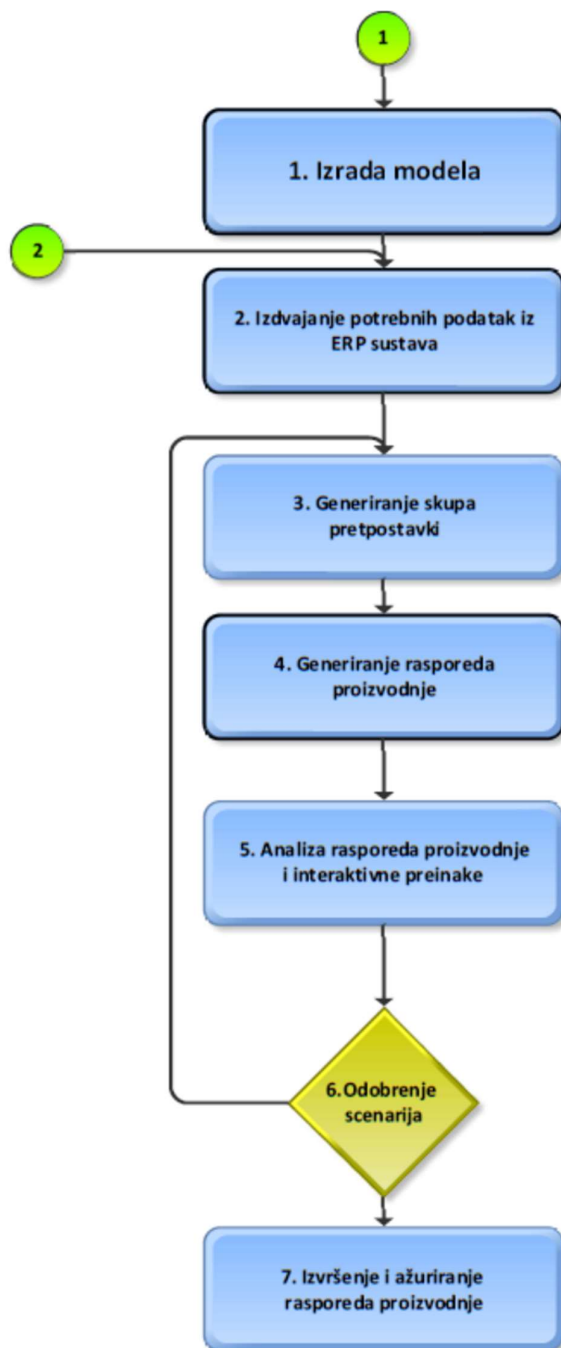 1
1. Izrada modela
2
2. Izdvajanje potrebnih podatak iz
ERP sustava
3. Generiranje skupa
pretpostavki
4. Generiranje rasporeda
proizvodnje
5. Analiza rasporeda proizvodnje
i interaktivne preinake
6.Odobrenje
scenarija
7. Izvršenje i ažuriranje
rasporeda proizvodnje